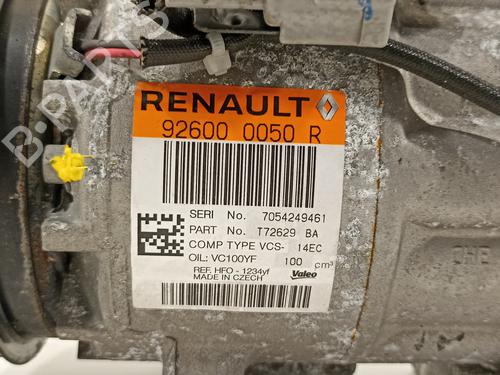 B-PARTS
RENAULT
92600 0050 R
SERI No. 7054249461
PART No. T72629 BA
COMP TYPE VCS- 14EC
OIL: VC100YF 100 cm³
REF. HFO - 1234yf
MADE IN CZECH Valeo